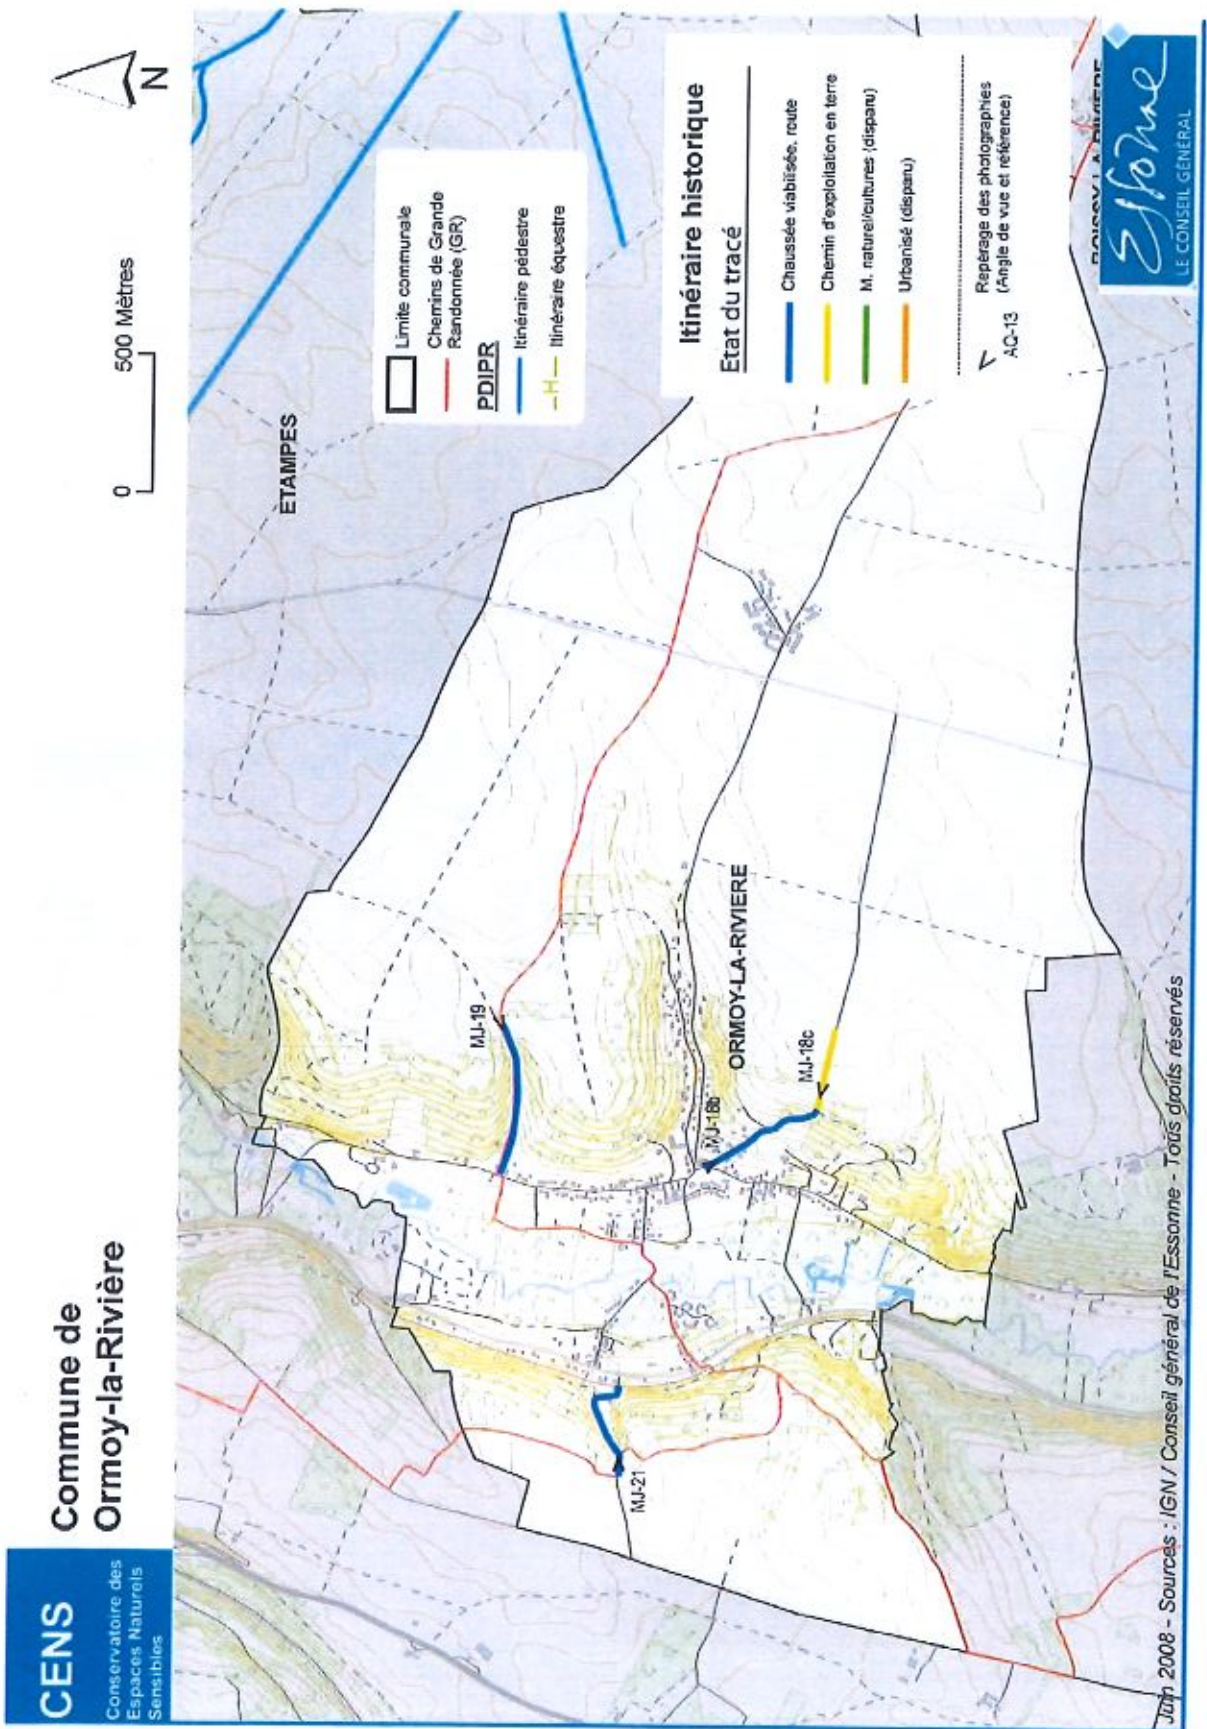 CENS
Conservatoire des
Espaces Naturels
Sensibles
Commune de
Ormoy-la-Rivière
0 500 Mètres
N
ETAMPES
Limite communale
Chemins de Grande
Randonnée (GR)
PDIPR
Itinéraire pédestre
H Itinéraire équestre
Itinéraire historique
Etat du tracé
Chaussée viabilisée, route
Chemin d'exploitation en terre
M. naturel/cultures (disparu)
Urbanisé (disparu)
AQ-13
Repérage des photographies
(Angle de vue et référence)
MJ-19
ORMOY-LA-RIVIERE
MJ-18b
MJ-18c
MJ-21
Essonne
LE CONSEIL GÉNÉRAL
Juin 2008 - Sources : IGN / Conseil général de l'Essonne - Tous droits réservés